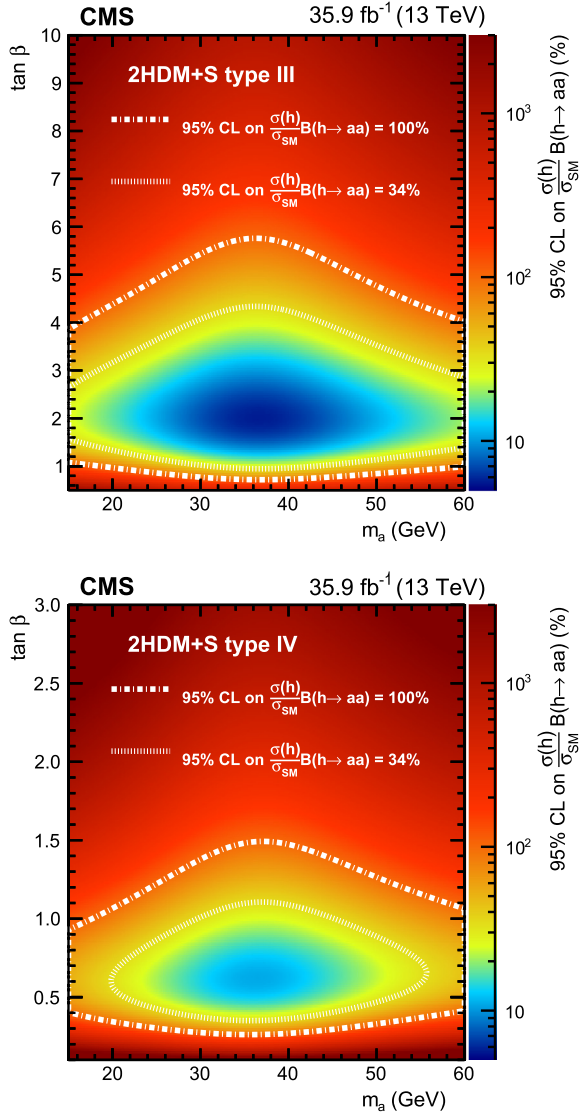 CMS 35.9 fb⁻¹ (13 TeV)
tan β
2HDM+S type III
95% CL on σ(h)/σSM B(h→ aa) = 100%
95% CL on σ(h)/σSM B(h→ aa) = 34%
10
9
8
7
6
5
4
3
2
1
20 30 40 50 60
mₐ (GeV)
10³
10²
10
95% CL on σ(h)/σSM B(h→ aa) (%)
CMS 35.9 fb⁻¹ (13 TeV)
tan β
2HDM+S type IV
95% CL on σ(h)/σSM B(h→ aa) = 100%
95% CL on σ(h)/σSM B(h→ aa) = 34%
3.0
2.5
2.0
1.5
1.0
0.5
20 30 40 50 60
mₐ (GeV)
10³
10²
10
95% CL on σ(h)/σSM B(h→ aa) (%)